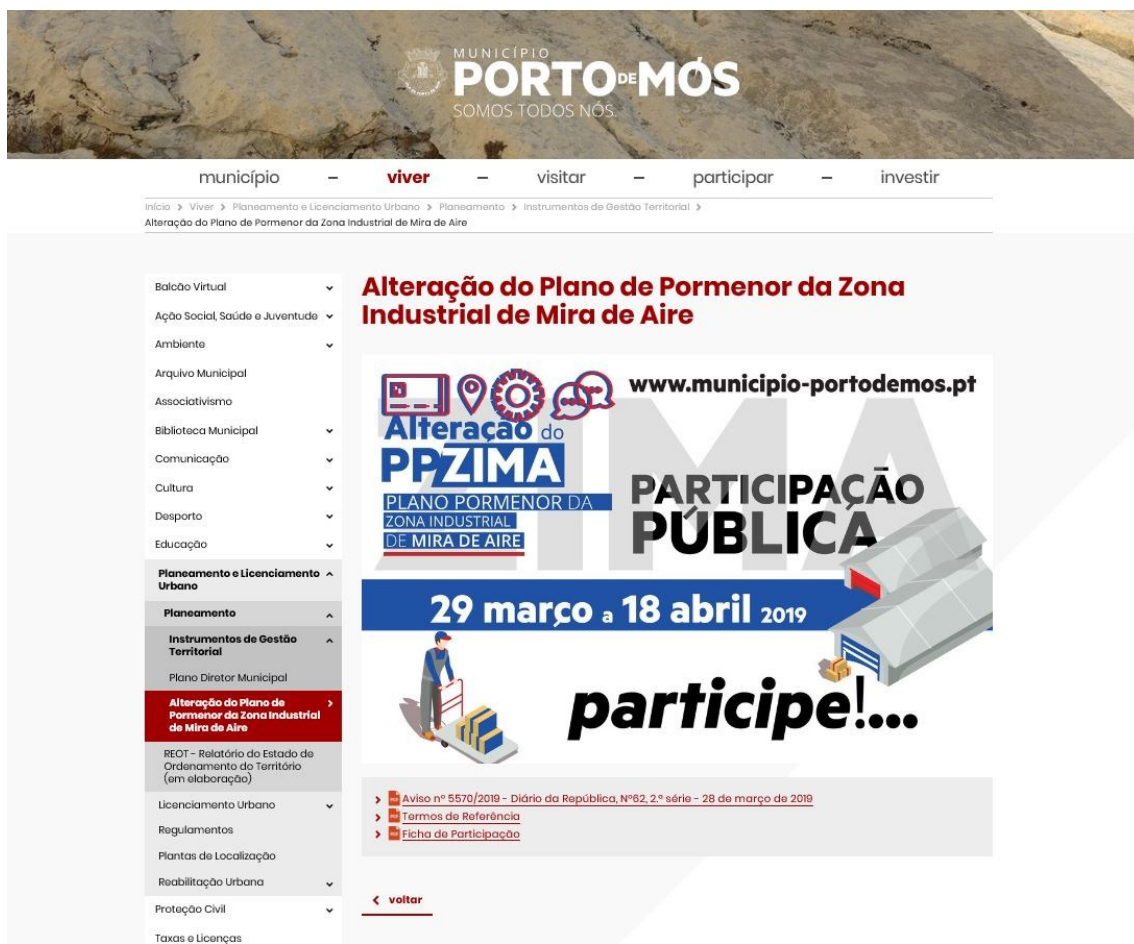 MUNICÍPIO
PORTO DE MÓS
SOMOS TODOS NÓS.
município – viver – visitar – participar – investir
Início > Viver > Planeamento e Licenciamento Urbano > Planeamento > Instrumentos de Gestão Territorial >
Alteração do Plano de Pormenor da Zona Industrial de Mira de Aire
Balcão Virtual
Ação Social, Saúde e Juventude
Ambiente
Arquivo Municipal
Associativismo
Biblioteca Municipal
Comunicação
Cultura
Desporto
Educação
Planeamento e Licenciamento
Urbano
Planeamento
Instrumentos de Gestão
Territorial
Plano Diretor Municipal
Alteração do Plano de
Pormenor da Zona Industrial
de Mira de Aire
REOT - Relatório do Estado de
Ordenamento do Território
(em elaboração)
Licenciamento Urbano
Regulamentos
Plantas de Localização
Reabilitação Urbana
Proteção Civil
Taxas e Licenças
Alteração do Plano de Pormenor da Zona
Industrial de Mira de Aire
ZIMA
www.municipio-portodemos.pt
Alteração do
PPZIMA
PLANO PORMENOR DA
ZONA INDUSTRIAL
DE MIRA DE AIRE
PARTICIPAÇÃO
PÚBLICA
29 março a 18 abril 2019
participe!...
Aviso nº 5570/2019 - Diário da República, Nº62, 2.ª série - 28 de março de 2019
Termos de Referência
Ficha de Participação
voltar